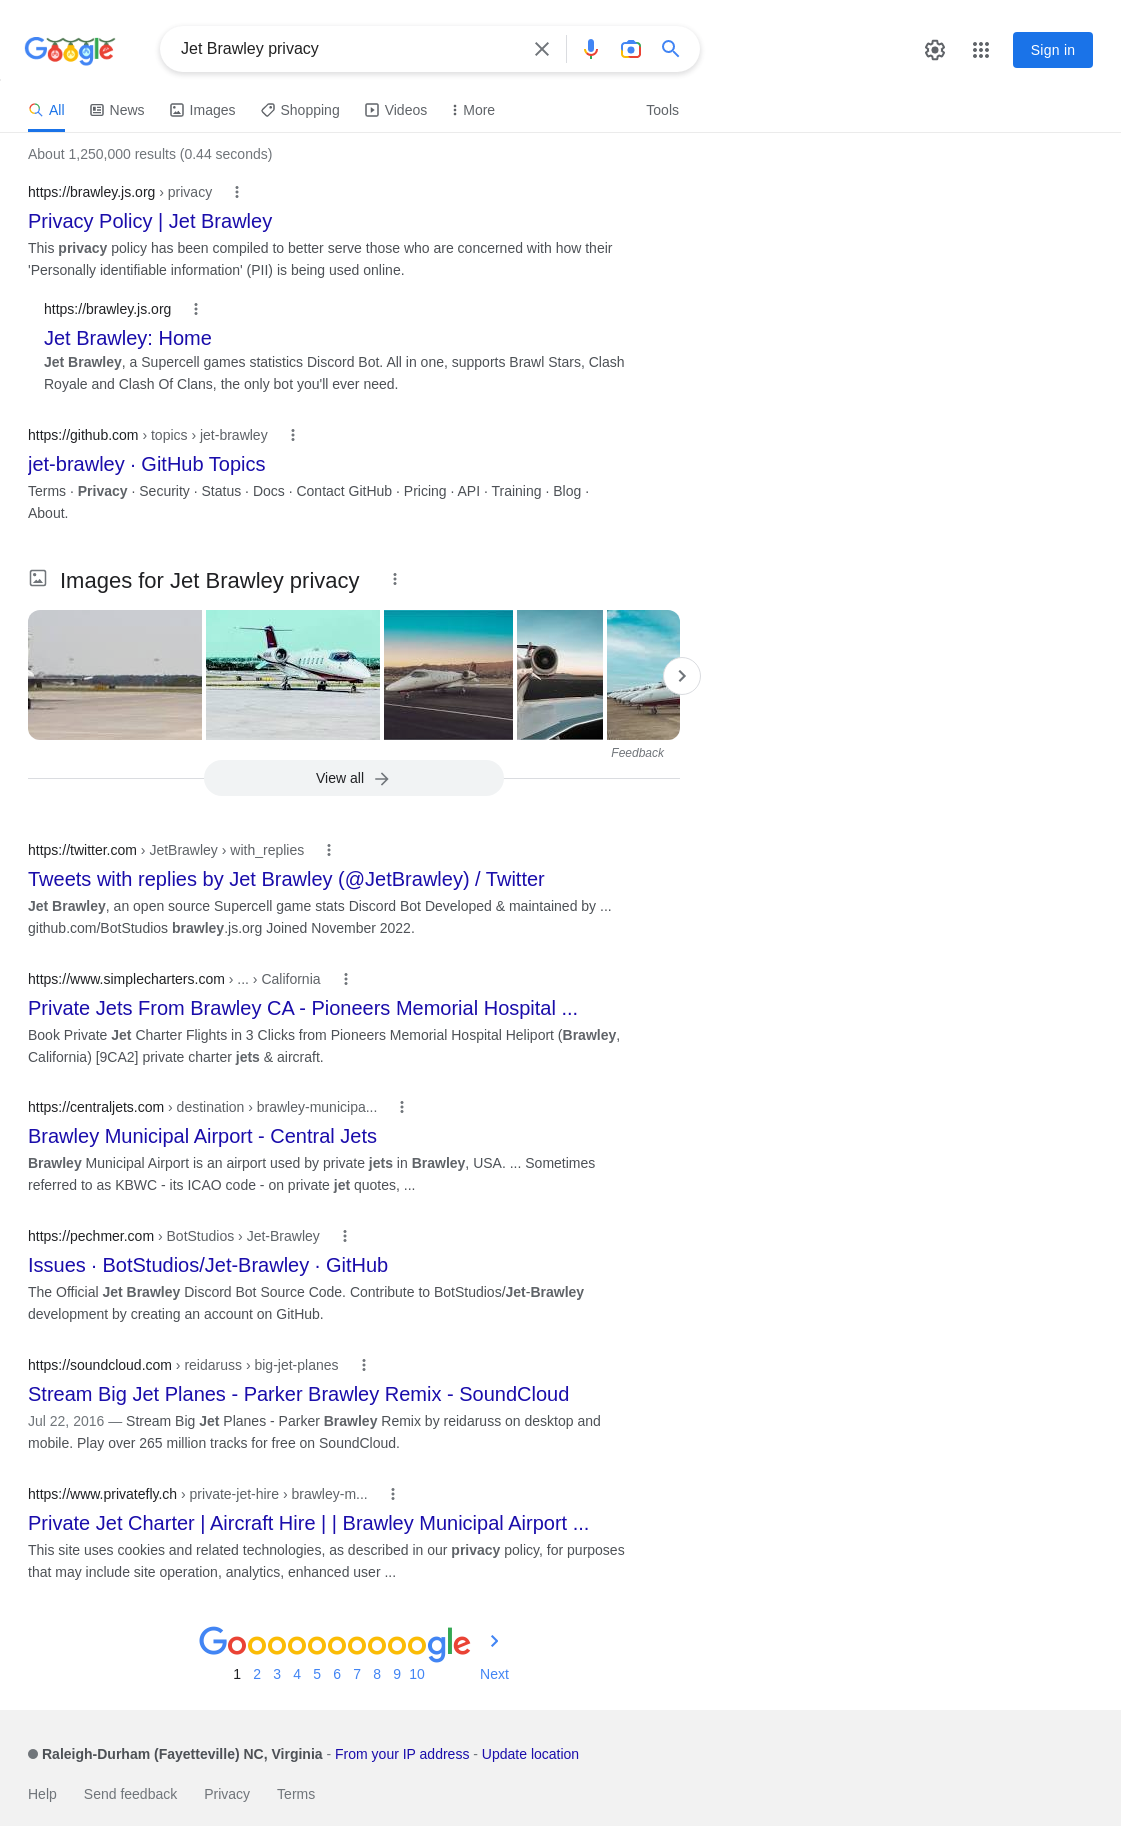 Google
Jet Brawley privacy
Sign in
All
News
Images
Shopping
Videos
More
Tools
About 1,250,000 results (0.44 seconds)
https://brawley.js.org › privacy
Privacy Policy | Jet Brawley
This privacy policy has been compiled to better serve those who are concerned with how their
'Personally identifiable information' (PII) is being used online.
https://brawley.js.org
Jet Brawley: Home
Jet Brawley, a Supercell games statistics Discord Bot. All in one, supports Brawl Stars, Clash
Royale and Clash Of Clans, the only bot you'll ever need.
https://github.com › topics › jet-brawley
jet-brawley · GitHub Topics
Terms · Privacy · Security · Status · Docs · Contact GitHub · Pricing · API · Training · Blog ·
About.
Images for Jet Brawley privacy
Feedback
View all
https://twitter.com › JetBrawley › with_replies
Tweets with replies by Jet Brawley (@JetBrawley) / Twitter
Jet Brawley, an open source Supercell game stats Discord Bot Developed & maintained by ...
github.com/BotStudios brawley.js.org Joined November 2022.
https://www.simplecharters.com › ... › California
Private Jets From Brawley CA - Pioneers Memorial Hospital ...
Book Private Jet Charter Flights in 3 Clicks from Pioneers Memorial Hospital Heliport (Brawley,
California) [9CA2] private charter jets & aircraft.
https://centraljets.com › destination › brawley-municipa...
Brawley Municipal Airport - Central Jets
Brawley Municipal Airport is an airport used by private jets in Brawley, USA. ... Sometimes
referred to as KBWC - its ICAO code - on private jet quotes, ...
https://pechmer.com › BotStudios › Jet-Brawley
Issues · BotStudios/Jet-Brawley · GitHub
The Official Jet Brawley Discord Bot Source Code. Contribute to BotStudios/Jet-Brawley
development by creating an account on GitHub.
https://soundcloud.com › reidaruss › big-jet-planes
Stream Big Jet Planes - Parker Brawley Remix - SoundCloud
Jul 22, 2016 — Stream Big Jet Planes - Parker Brawley Remix by reidaruss on desktop and
mobile. Play over 265 million tracks for free on SoundCloud.
https://www.privatefly.ch › private-jet-hire › brawley-m...
Private Jet Charter | Aircraft Hire | | Brawley Municipal Airport ...
This site uses cookies and related technologies, as described in our privacy policy, for purposes
that may include site operation, analytics, enhanced user ...
Goooooooooogle
1 2 3 4 5 6 7 8 9 10 Next
Raleigh-Durham (Fayetteville) NC, Virginia - From your IP address - Update location
Help Send feedback Privacy Terms